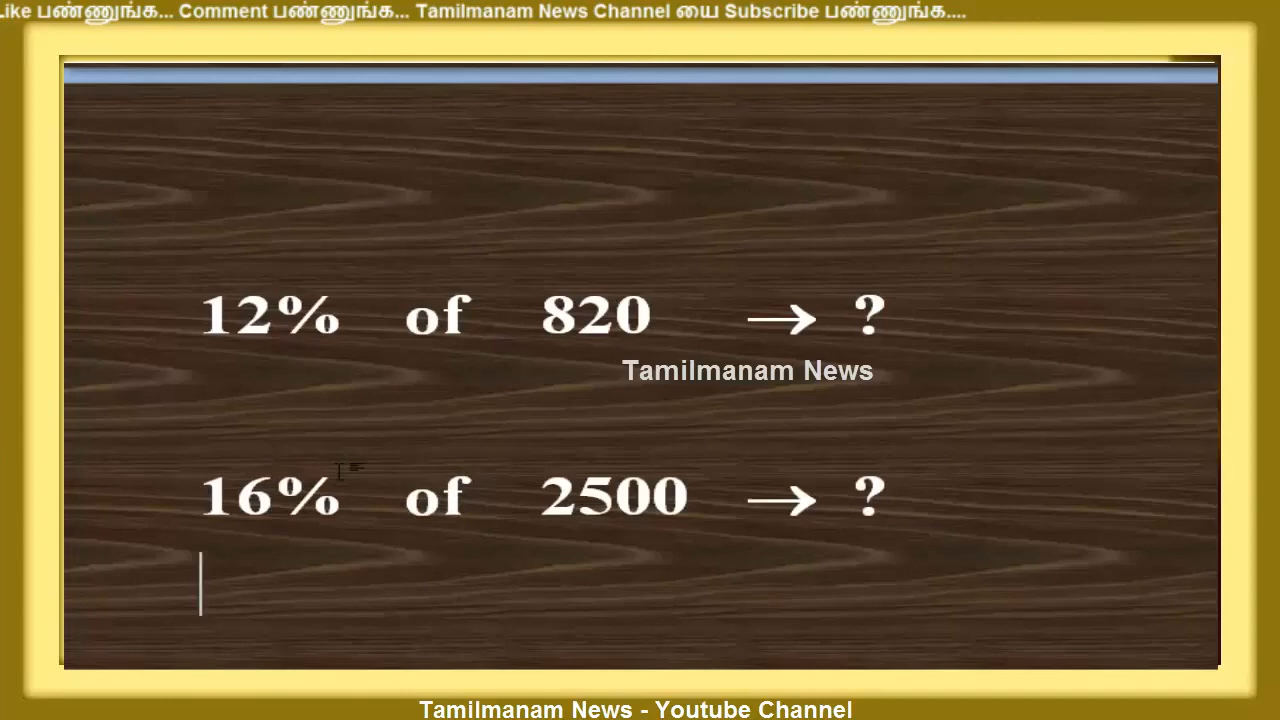 Like பண்ணுங்க... Comment பண்ணுங்க... Tamilmanam News Channel யை Subscribe பண்ணுங்க....
12% of 820 → ?
Tamilmanam News
16% of 2500 → ?
Tamilmanam News - Youtube Channel